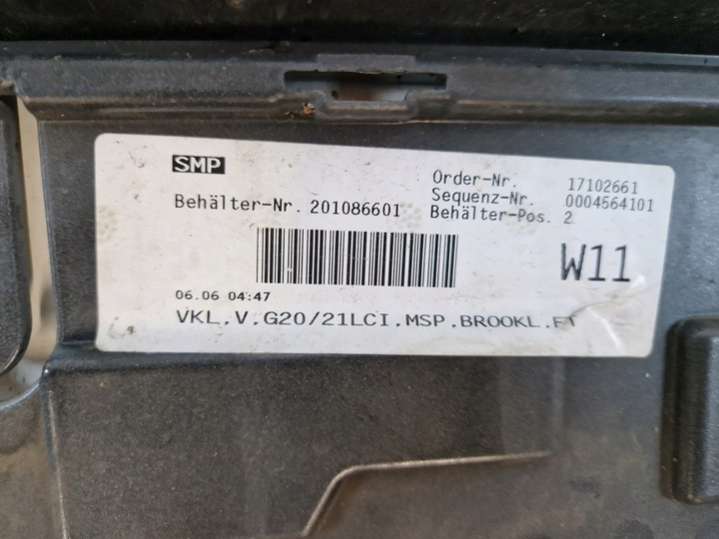 SMP
Order-Nr. 17102661
Sequenz-Nr. 0004564101
Behälter-Nr. 201086601
Behälter-Pos. 2
W11
06.06 04:47
VKL.V.G20/21LCI.MSP.BROOKL.